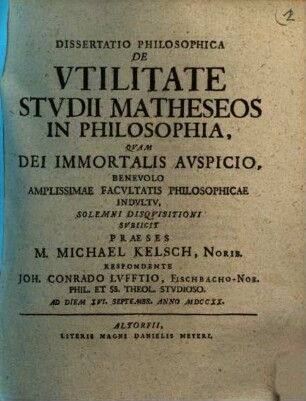 2
DISSERTATIO PHILOSOPHICA
DE
VTILITATE
STVDII MATHESEOS
IN PHILOSOPHIA,
QVAM
DEI IMMORTALIS AVSPICIO,
BENEVOLO
AMPLISSIMAE FACVLTATIS PHILOSOPHICAE
INDVLTV,
SOLEMNI DISQVISITIONI
SVBIICIT
PRAESES
M. MICHAEL KELSCH, NORIB.
RESPONDENTE
JOH. CONRADO LVFFTIO, FISCHBACHO-NOR.
PHIL. ET SS. THEOL. STVDIOSO.
AD DIEM XVI. SEPTEMBR. ANNO MDCCXX.
ALTORFII,
LITERIS MAGNI DANIELIS MEYERI.